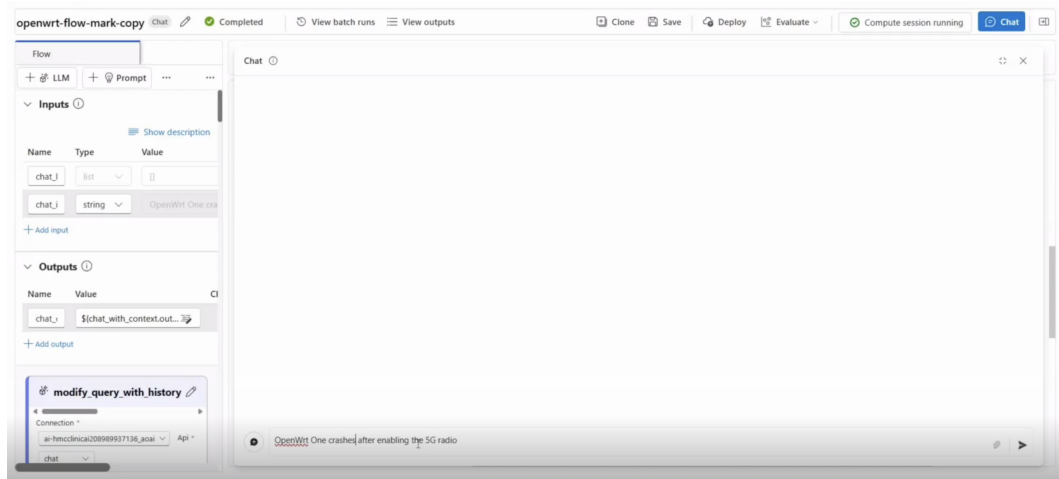 openwrt-flow-mark-copy Chat Completed View batch runs View outputs Clone Save Deploy Evaluate Compute session running Chat
Flow
+ LLM + Prompt ... ...
Inputs
Show description
Name Type Value
chat_l list []
chat_i string OpenWrt One cra
+ Add input
Outputs
Name Value Cl
chat_ ${chat_with_context.out...
+ Add output
modify_query_with_history
Connection *
ai-hmcclinicai208989937136_aoai Api *
chat
Chat
OpenWrt One crashes after enabling the 5G radio